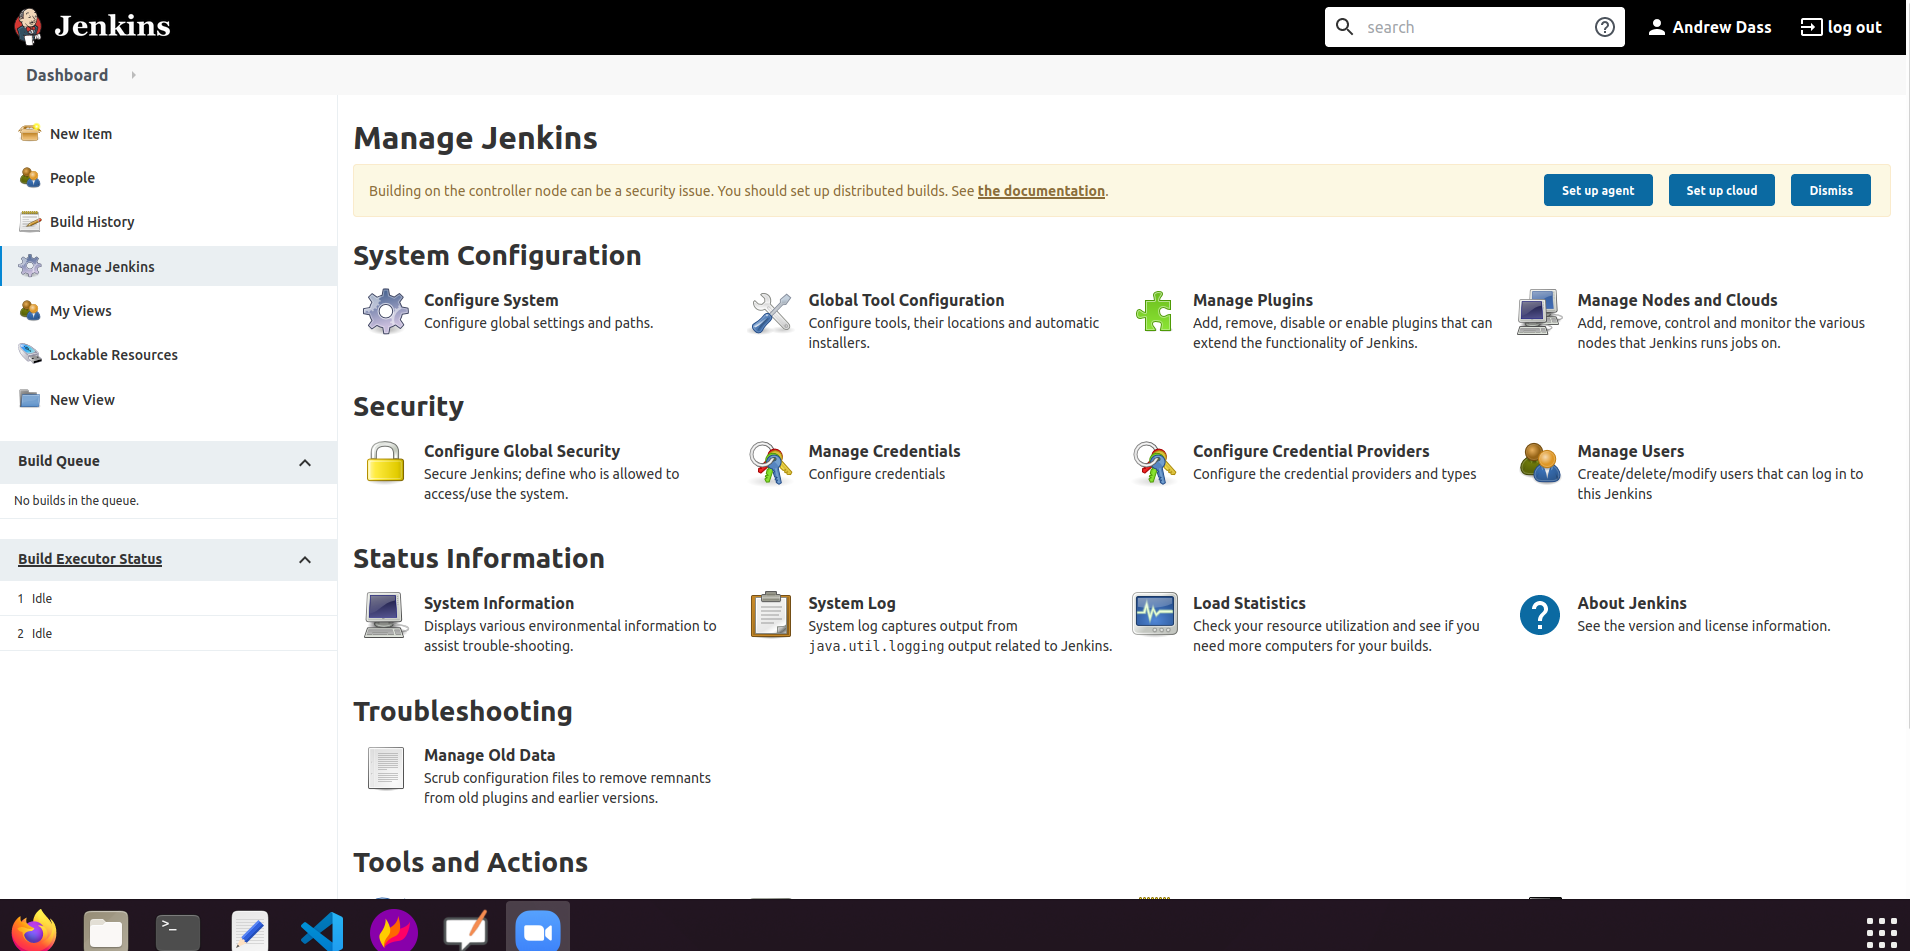 Jenkins
search
Andrew Dass
log out
Dashboard
New Item
People
Build History
Manage Jenkins
My Views
Lockable Resources
New View
Build Queue
No builds in the queue.
Build Executor Status
1 Idle
2 Idle
Manage Jenkins
Building on the controller node can be a security issue. You should set up distributed builds. See the documentation.
Set up agent
Set up cloud
Dismiss
System Configuration
Configure System
Configure global settings and paths.
Global Tool Configuration
Configure tools, their locations and automatic
installers.
Manage Plugins
Add, remove, disable or enable plugins that can
extend the functionality of Jenkins.
Manage Nodes and Clouds
Add, remove, control and monitor the various
nodes that Jenkins runs jobs on.
Security
Configure Global Security
Secure Jenkins; define who is allowed to
access/use the system.
Manage Credentials
Configure credentials
Configure Credential Providers
Configure the credential providers and types
Manage Users
Create/delete/modify users that can log in to
this Jenkins
Status Information
System Information
Displays various environmental information to
assist trouble-shooting.
System Log
System log captures output from
java.util.logging output related to Jenkins.
Load Statistics
Check your resource utilization and see if you
need more computers for your builds.
About Jenkins
See the version and license information.
Troubleshooting
Manage Old Data
Scrub configuration files to remove remnants
from old plugins and earlier versions.
Tools and Actions